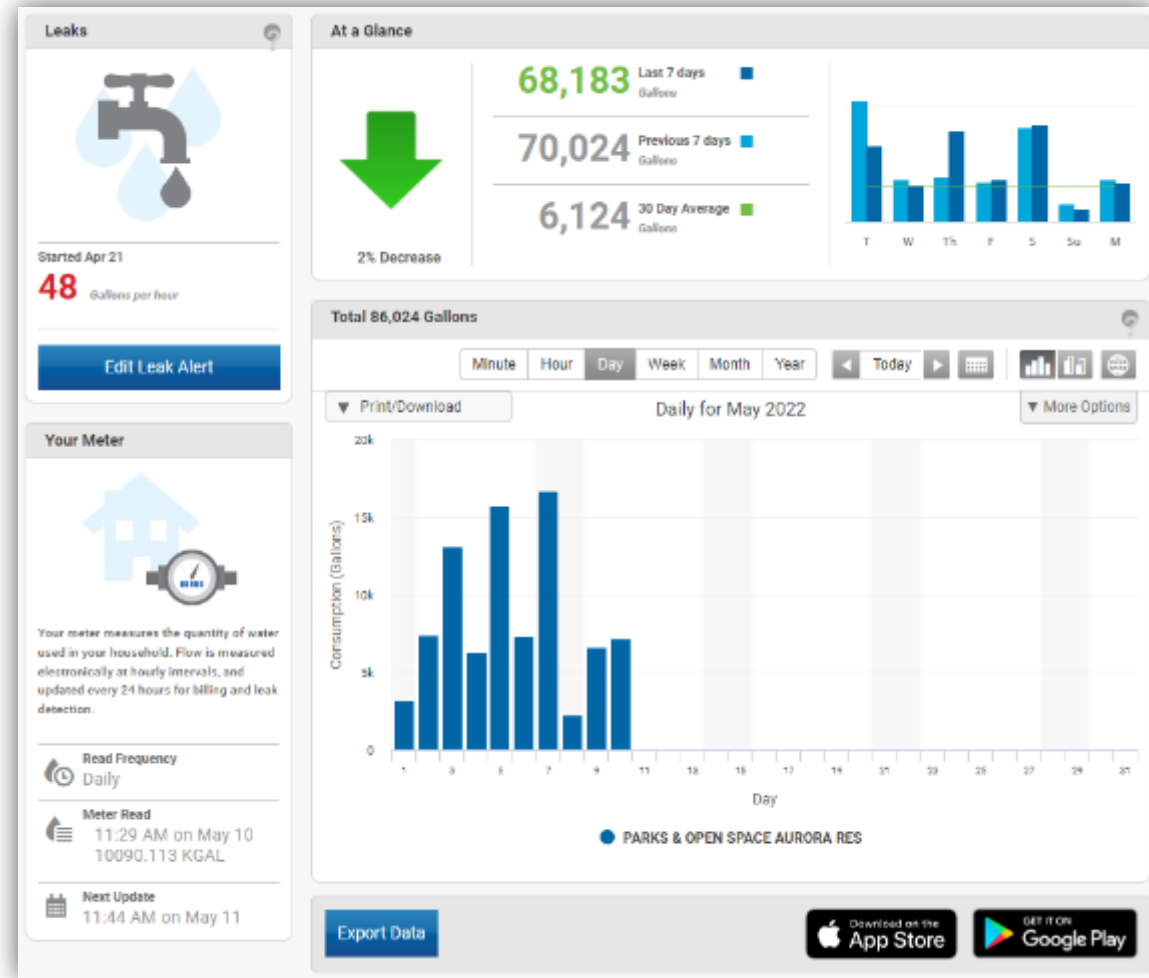 Leaks
Started Apr 21
48 Gallons per hour
Edit Leak Alert
Your Meter
Your meter measures the quantity of water
used in your household. Flow is measured
electronically at hourly intervals, and
updated every 24 hours for billing and leak
detection.
Read Frequency
Daily
Meter Read
11:29 AM on May 10
10090.113 KGAL
Next Update
11:44 AM on May 11
At a Glance
2% Decrease
68,183 Last 7 days
Gallons
70,024 Previous 7 days
Gallons
6,124 30 Day Average
Gallons
T W Th F S Su M
Total 86,024 Gallons
Minute Hour Day Week Month Year Today
Print/Download
Daily for May 2022
More Options
Consumption (Gallons)
20k
15k
10k
5k
0
1 3 5 7 9 11 13 15 17 19 21 23 25 27 29 31
Day
PARKS & OPEN SPACE AURORA RES
Export Data
Download on the
App Store
GET IT ON
Google Play